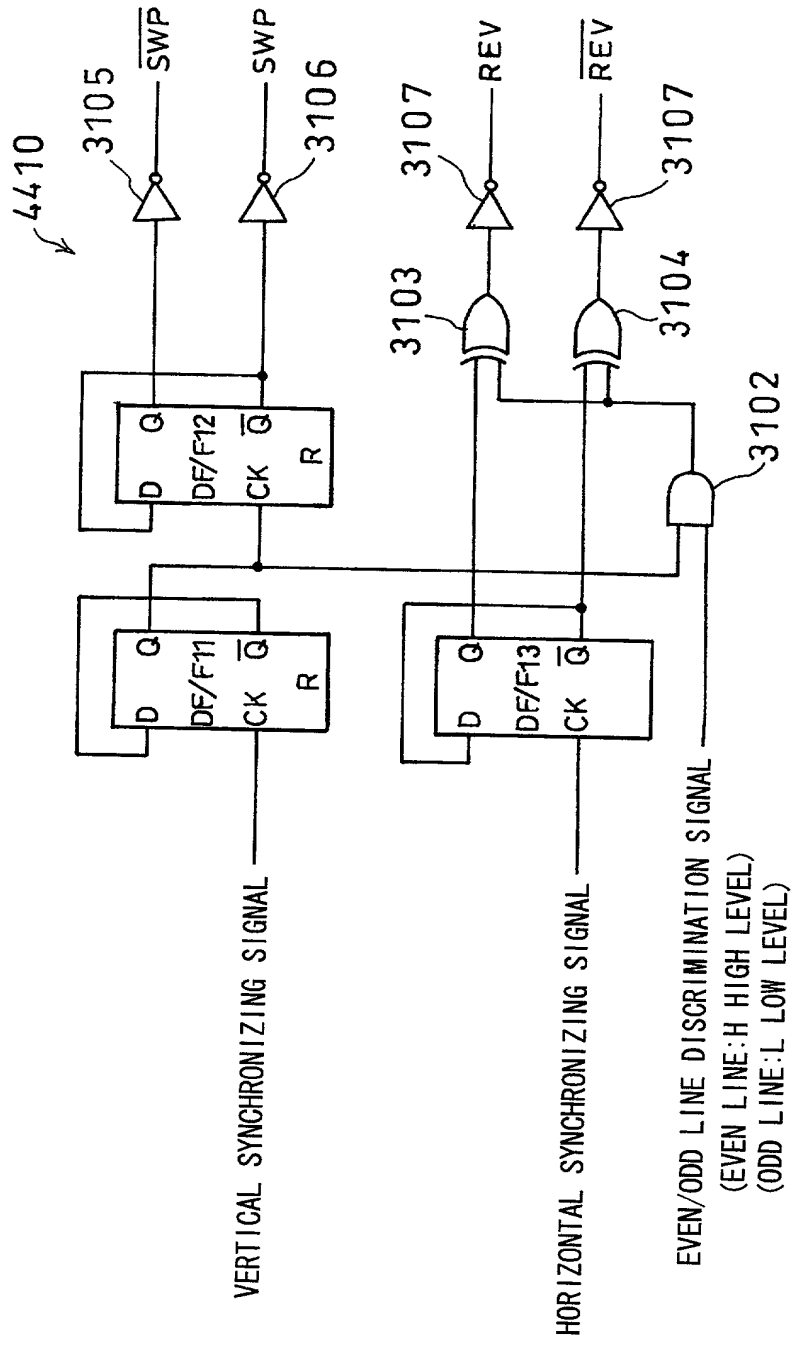 4410
3105
S̅W̅P̅
3106
SWP
D
Q
DF/F11
CK
Q̅
R
D
Q
DF/F12
CK
Q̅
R
VERTICAL SYNCHRONIZING SIGNAL
3103
3107
REV
3104
3107
R̅E̅V̅
D
Q
DF/F13
CK
Q̅
HORIZONTAL SYNCHRONIZING SIGNAL
3102
EVEN/ODD LINE DISCRIMINATION SIGNAL
(EVEN LINE:H HIGH LEVEL)
(ODD LINE:L LOW LEVEL)